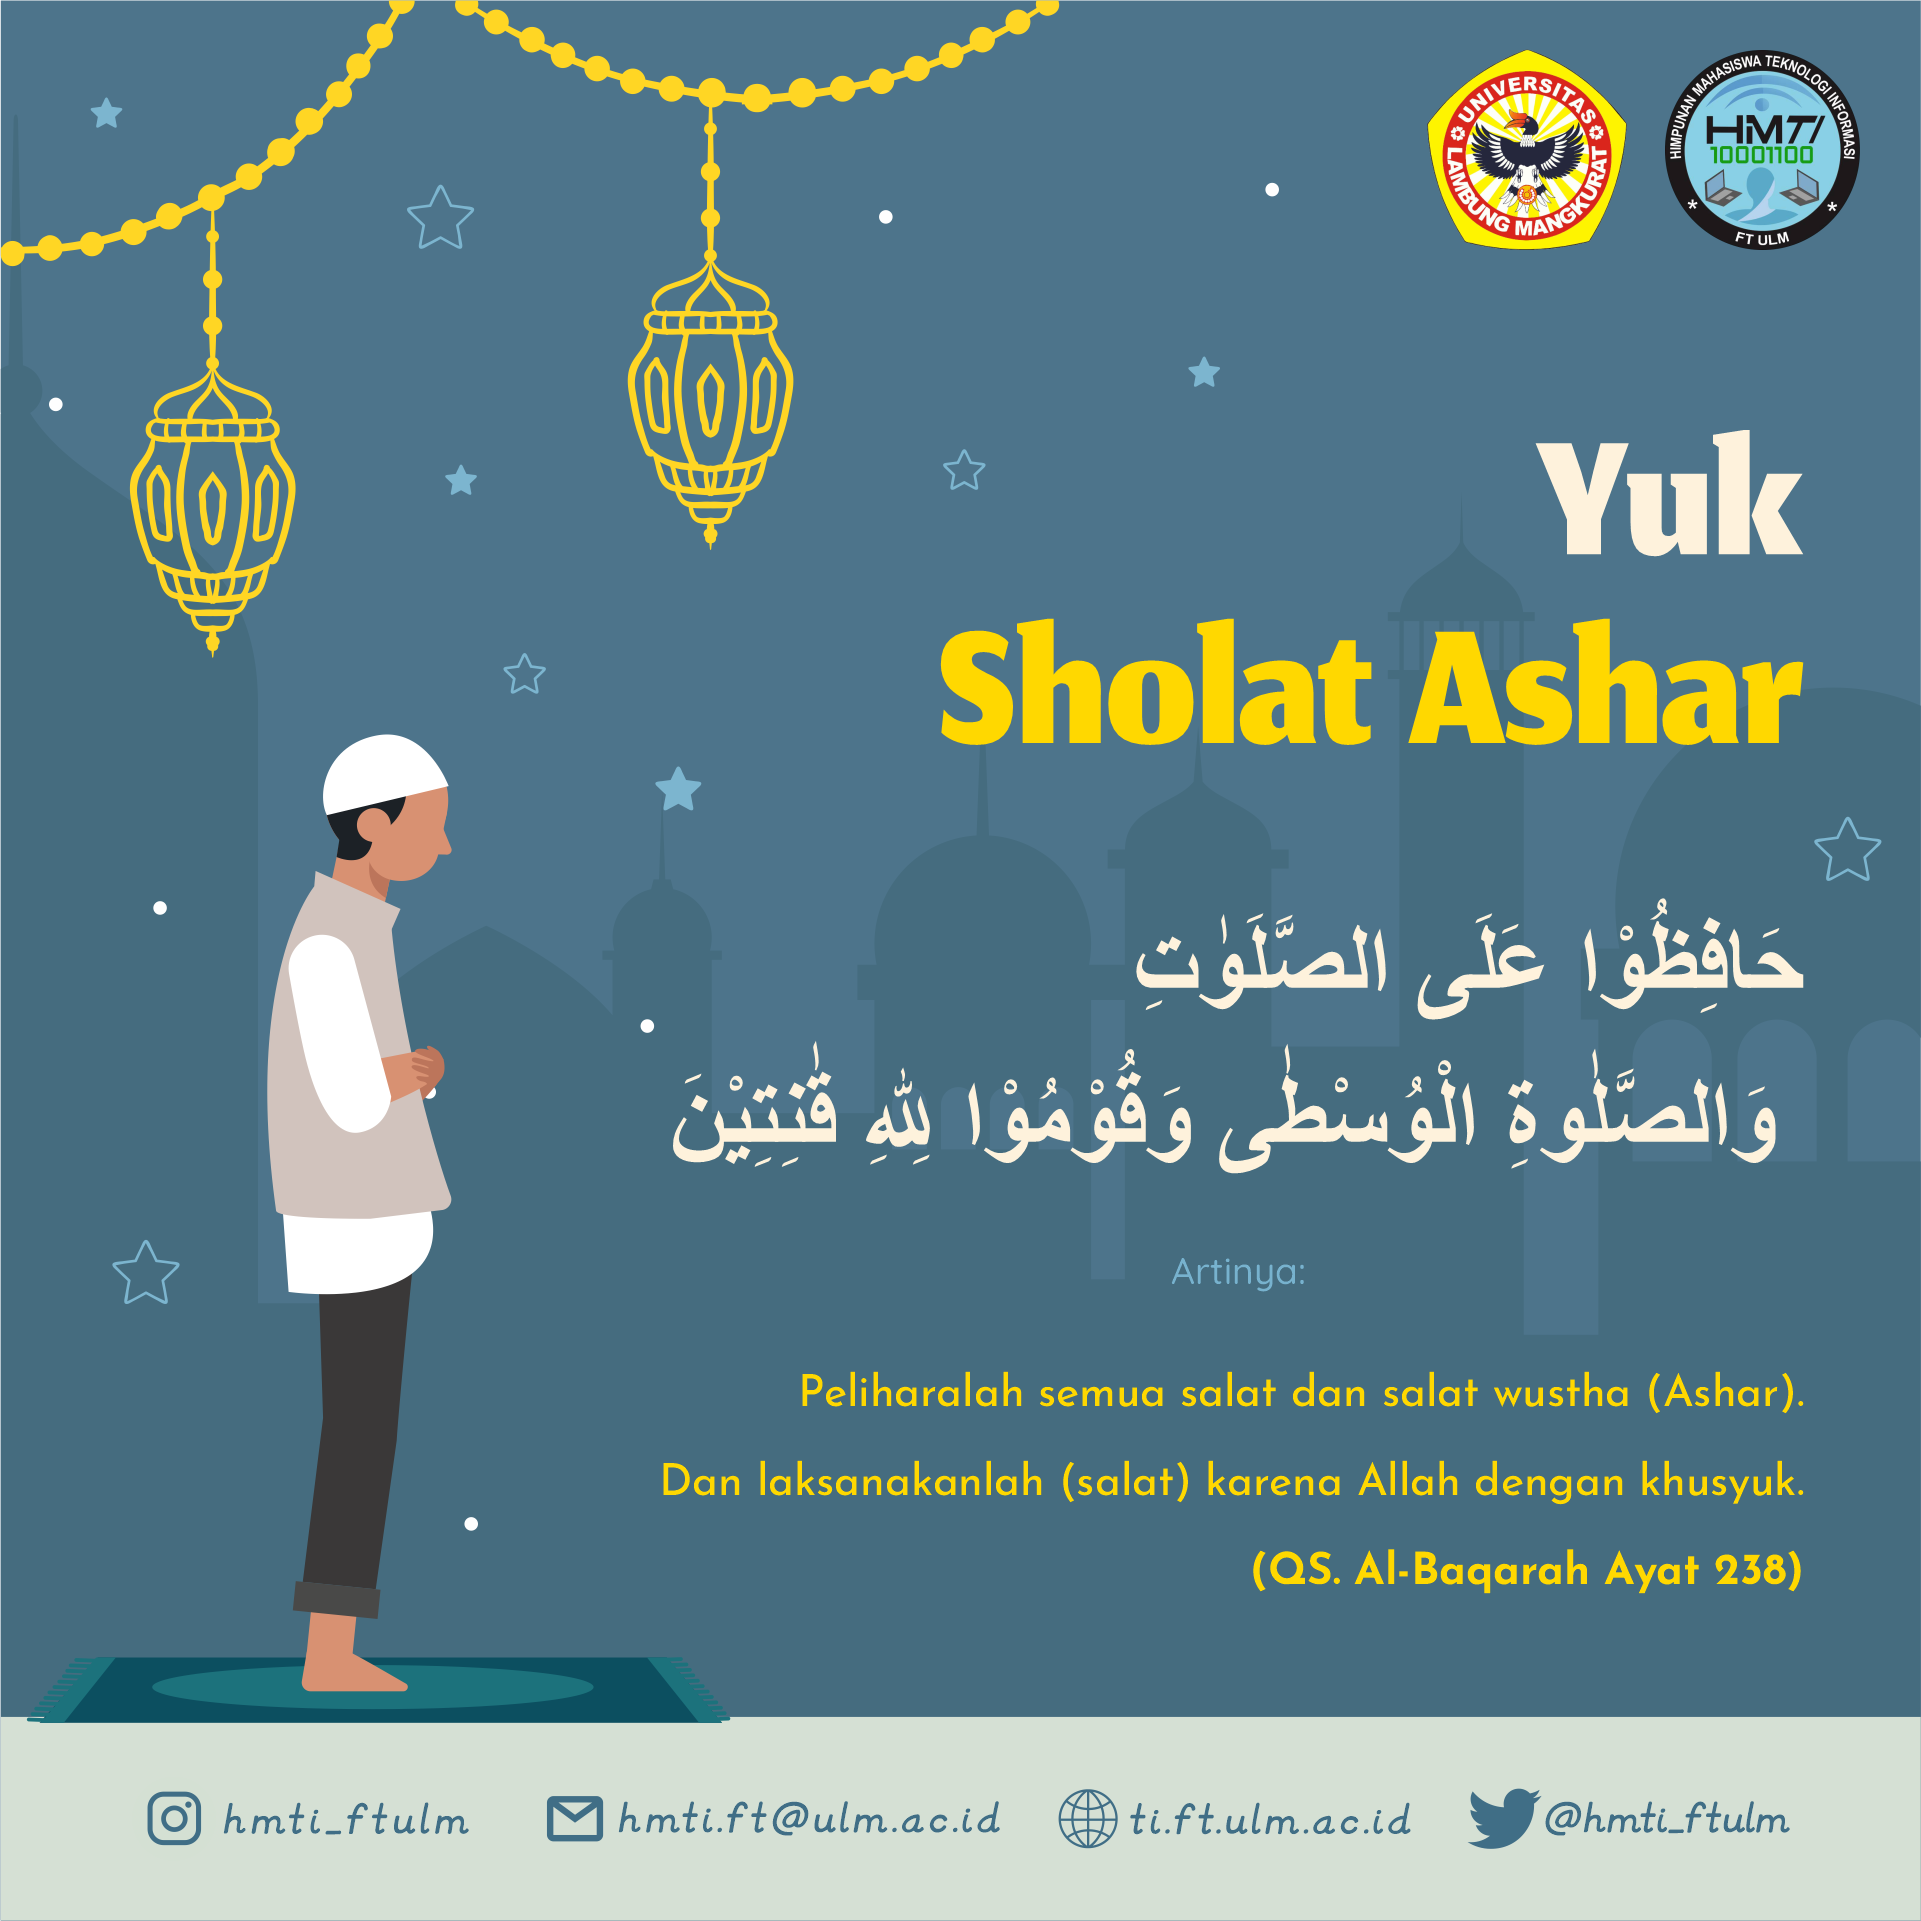 UNIVERSITAS
LAMBUNG MANGKURAT
HIMPUNAN MAHASISWA TEKNOLOGI INFORMASI
HMTI
10001100
* FT ULM *
Yuk
Sholat Ashar
حَافِظُوْا عَلَى الصَّلَوٰتِ
وَالصَّلٰوةِ الْوُسْطٰى وَقُوْمُوْا لِلّٰهِ قٰنِتِيْنَ
Artinya:
Peliharalah semua salat dan salat wustha (Ashar).
Dan laksanakanlah (salat) karena Allah dengan khusyuk.
(QS. Al-Baqarah Ayat 238)
hmti_ftulm hmti.ft@ulm.ac.id ti.ft.ulm.ac.id @hmti_ftulm